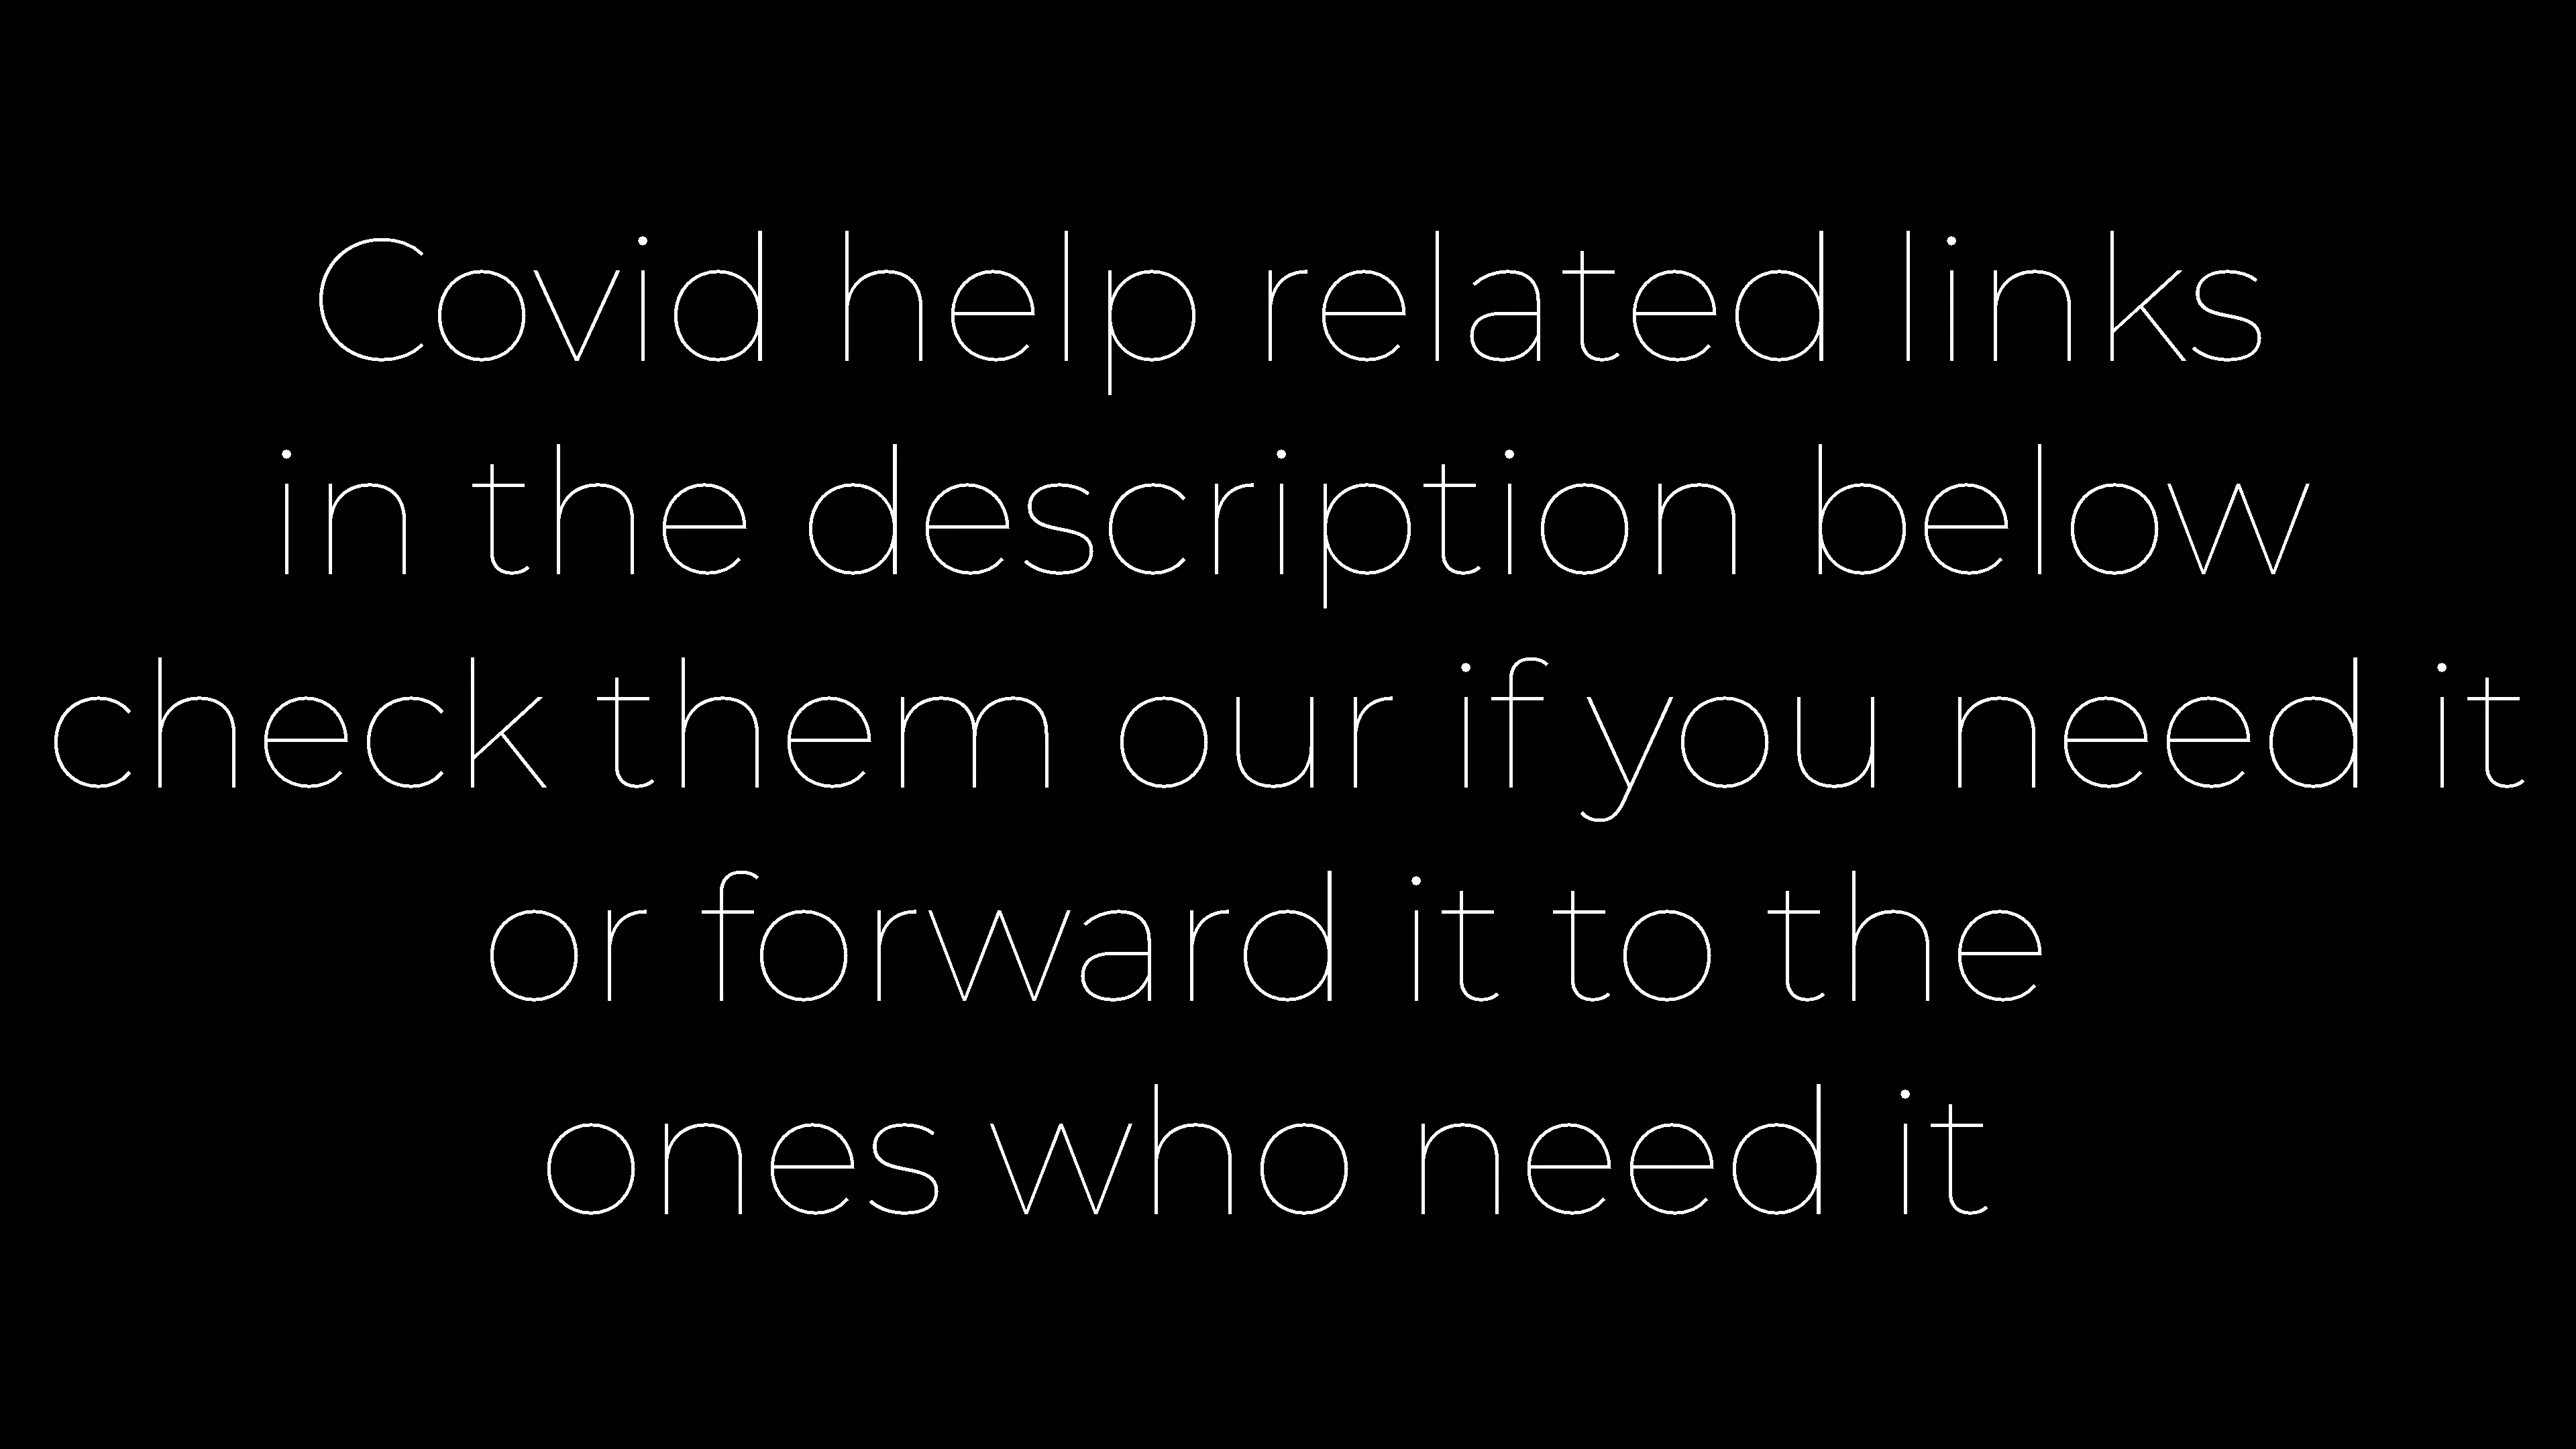 Covid help related links
in the description below
check them our if you need it
or forward it to the
ones who need it